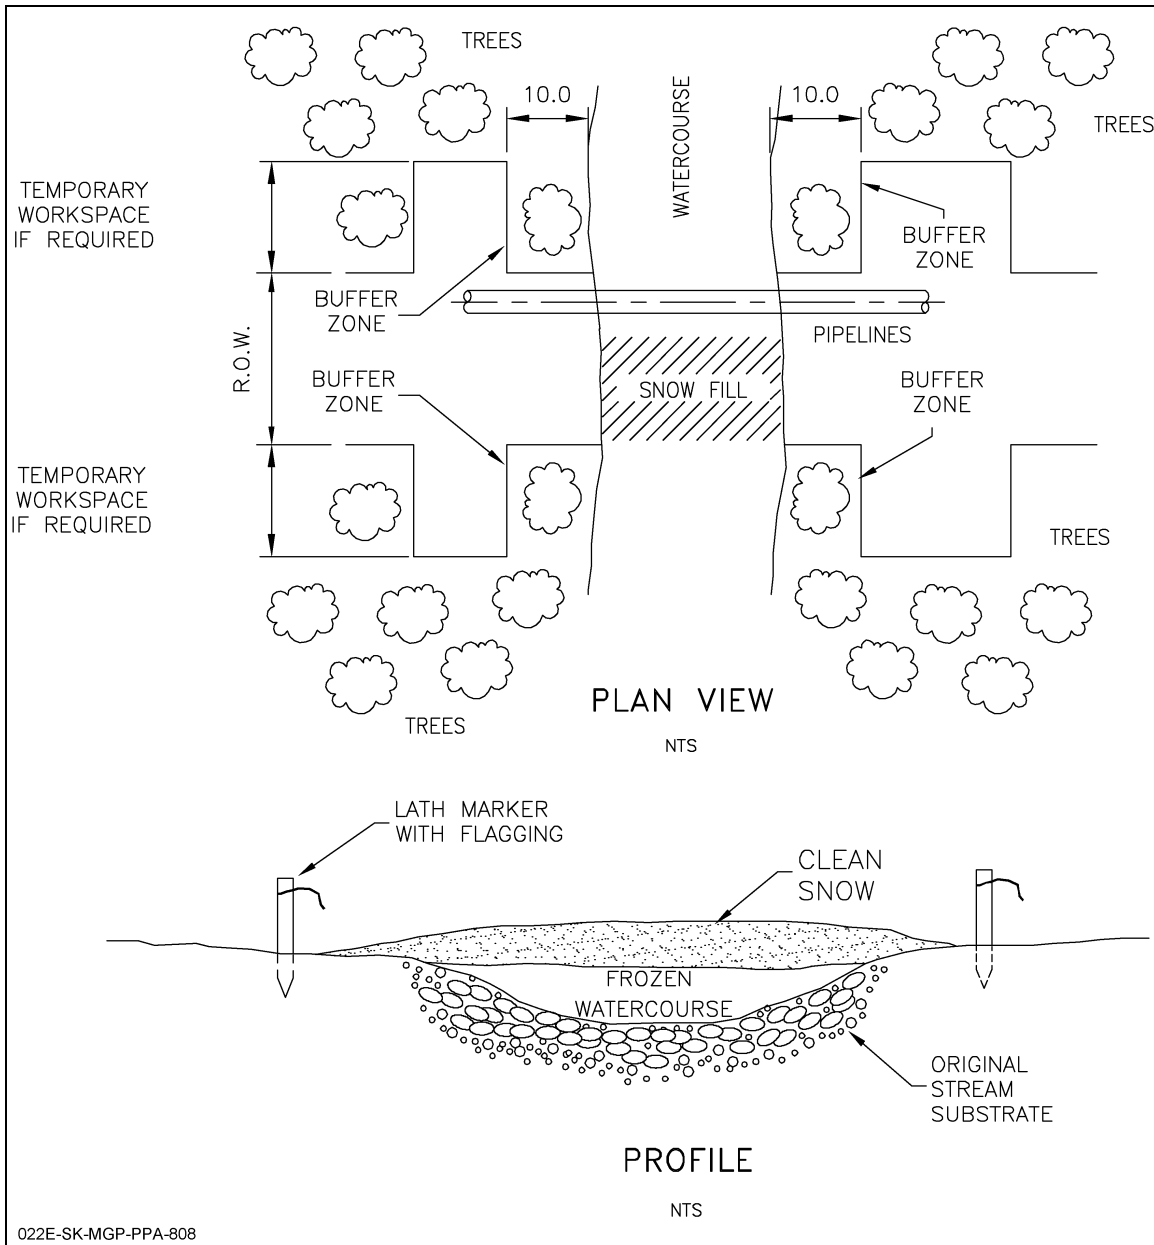 TREES
WATERCOURSE
10.0
10.0
TREES
TEMPORARY
WORKSPACE
IF REQUIRED
BUFFER
ZONE
BUFFER
ZONE
R.O.W.
PIPELINES
BUFFER
ZONE
SNOW FILL
BUFFER
ZONE
TEMPORARY
WORKSPACE
IF REQUIRED
TREES
TREES
PLAN VIEW
NTS
LATH MARKER
WITH FLAGGING
CLEAN
SNOW
FROZEN
WATERCOURSE
ORIGINAL
STREAM
SUBSTRATE
PROFILE
NTS
022E-SK-MGP-PPA-808